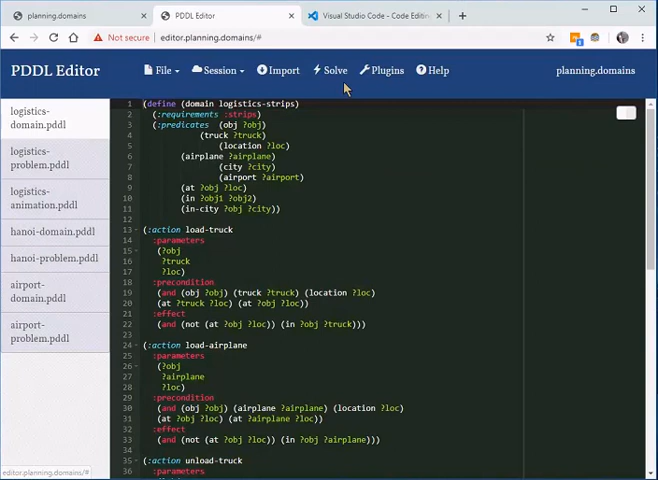 planning.domains
PDDL Editor
Visual Studio Code - Code Editin
Not secure
editor.planning.domains/#
PDDL Editor
File
Session
Import
Solve
Plugins
Help
planning.domains
logistics-
domain.pddl
logistics-
problem.pddl
logistics-
animation.pddl
hanoi-domain.pddl
hanoi-problem.pddl
airport-
domain.pddl
airport-
problem.pddl
1 (define (domain logistics-strips)
2 (:requirements :strips)
3 (:predicates (obj ?obj)
4 (truck ?truck)
5 (location ?loc)
6 (airplane ?airplane)
7 (city ?city)
8 (airport ?airport)
9 (at ?obj ?loc)
10 (in ?obj1 ?obj2)
11 (in-city ?obj ?city))
12
13 (:action load-truck
14 :parameters
15 (?obj
16 ?truck
17 ?loc)
18 :precondition
19 (and (obj ?obj) (truck ?truck) (location ?loc)
20 (at ?truck ?loc) (at ?obj ?loc))
21 :effect
22 (and (not (at ?obj ?loc)) (in ?obj ?truck)))
23
24 (:action load-airplane
25 :parameters
26 (?obj
27 ?airplane
28 ?loc)
29 :precondition
30 (and (obj ?obj) (airplane ?airplane) (location ?loc)
31 (at ?obj ?loc) (at ?airplane ?loc))
32 :effect
33 (and (not (at ?obj ?loc)) (in ?obj ?airplane)))
34
35 (:action unload-truck
36 :parameters
editor.planning.domains/#